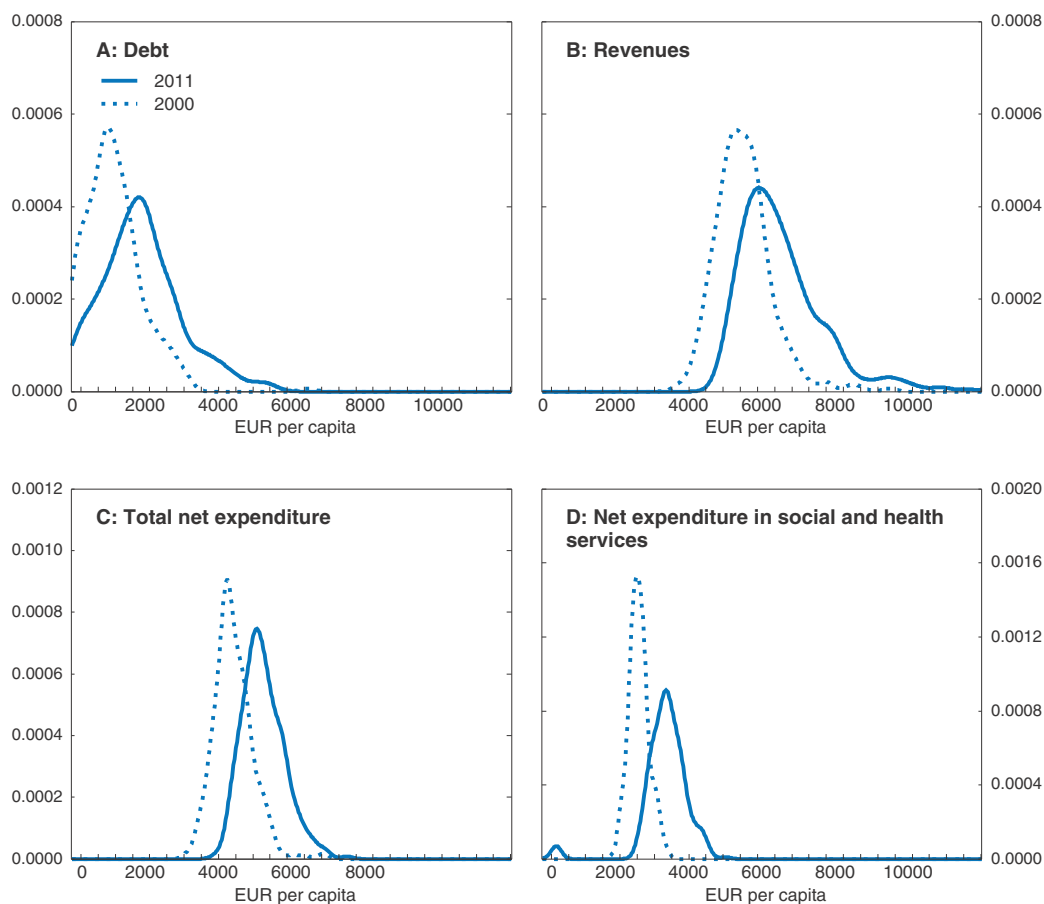 A: Debt
2011
2000
0.0008
0.0006
0.0004
0.0002
0.0000
0 2000 4000 6000 8000 10000
EUR per capita
B: Revenues
0.0008
0.0006
0.0004
0.0002
0.0000
0 2000 4000 6000 8000 10000
EUR per capita
C: Total net expenditure
0.0012
0.0010
0.0008
0.0006
0.0004
0.0002
0.0000
0 2000 4000 6000 8000
EUR per capita
D: Net expenditure in social and health
services
0.0020
0.0016
0.0012
0.0008
0.0004
0.0000
0 2000 4000 6000 8000 10000
EUR per capita